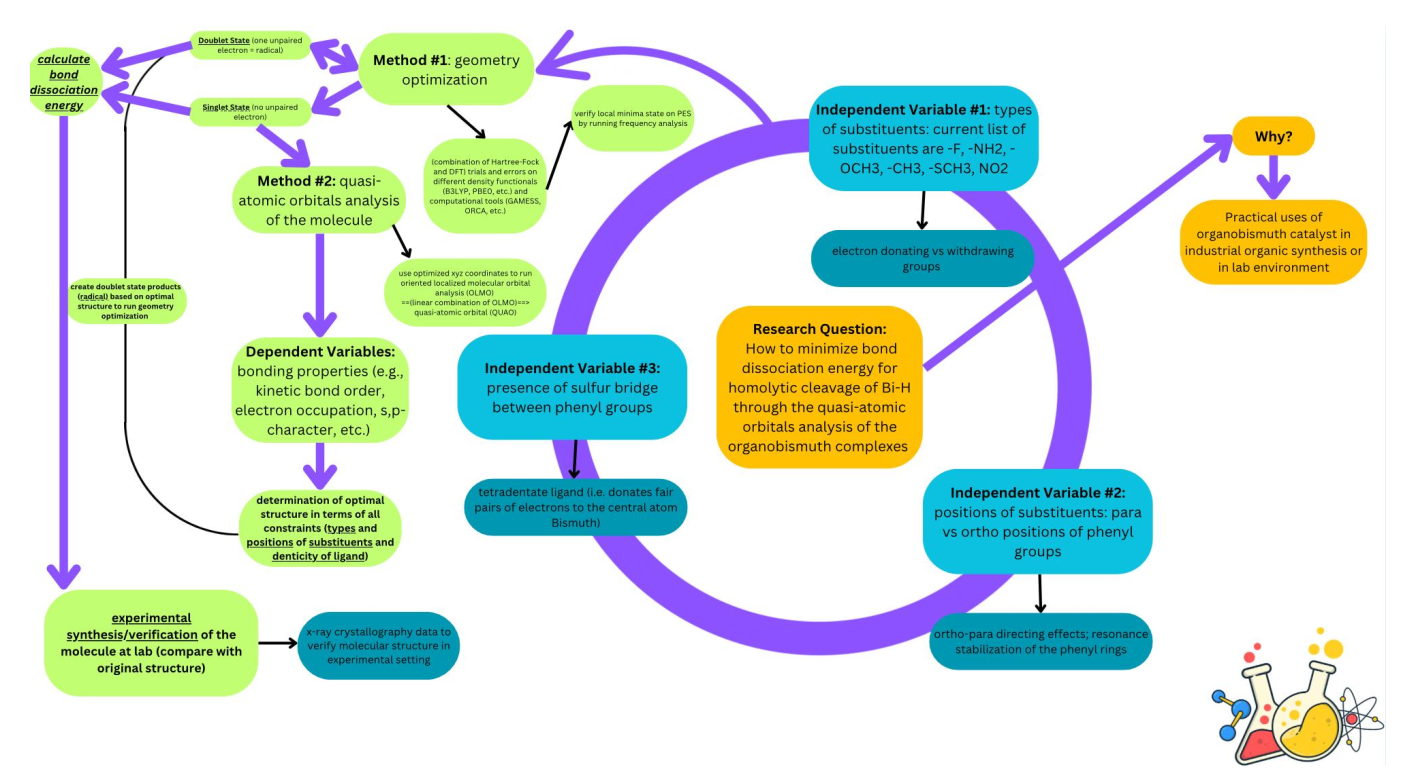 Doublet State (one unpaired
electron = radical)
calculate
bond
dissociation
energy
Method #1: geometry
optimization
Singlet State (no unpaired
electron)
verify local minima state on PES
by running frequency analysis
(combination of Hartree-Fock
and DFT) trials and errors on
different density functionals
(B3LYP, PBE0, etc.) and
computational tools (GAMESS,
ORCA, etc.)
Method #2: quasi-
atomic orbitals analysis
of the molecule
use optimized xyz coordinates to run
oriented localized molecular orbital
analysis (OLMO)
==(linear combination of OLMO)==>
quasi-atomic orbital (QUAO)
create doublet state products
(radical) based on optimal
structure to run geometry
optimization
Dependent Variables:
bonding properties (e.g.,
kinetic bond order,
electron occupation, s,p-
character, etc.)
determination of optimal
structure in terms of all
constraints (types and
positions of substituents and
denticity of ligand)
experimental
synthesis/verification of the
molecule at lab (compare with
original structure)
x-ray crystallography data to
verify molecular structure in
experimental setting
Independent Variable #1: types
of substituents: current list of
substituents are -F, -NH2, -
OCH3, -CH3, -SCH3, NO2
electron donating vs withdrawing
groups
Independent Variable #3:
presence of sulfur bridge
between phenyl groups
tetradentate ligand (i.e. donates fair
pairs of electrons to the central atom
Bismuth)
Research Question:
How to minimize bond
dissociation energy for
homolytic cleavage of Bi-H
through the quasi-atomic
orbitals analysis of the
organobismuth complexes
Independent Variable #2:
positions of substituents: para
vs ortho positions of phenyl
groups
ortho-para directing effects; resonance
stabilization of the phenyl rings
Why?
Practical uses of
organobismuth catalyst in
industrial organic synthesis or
in lab environment